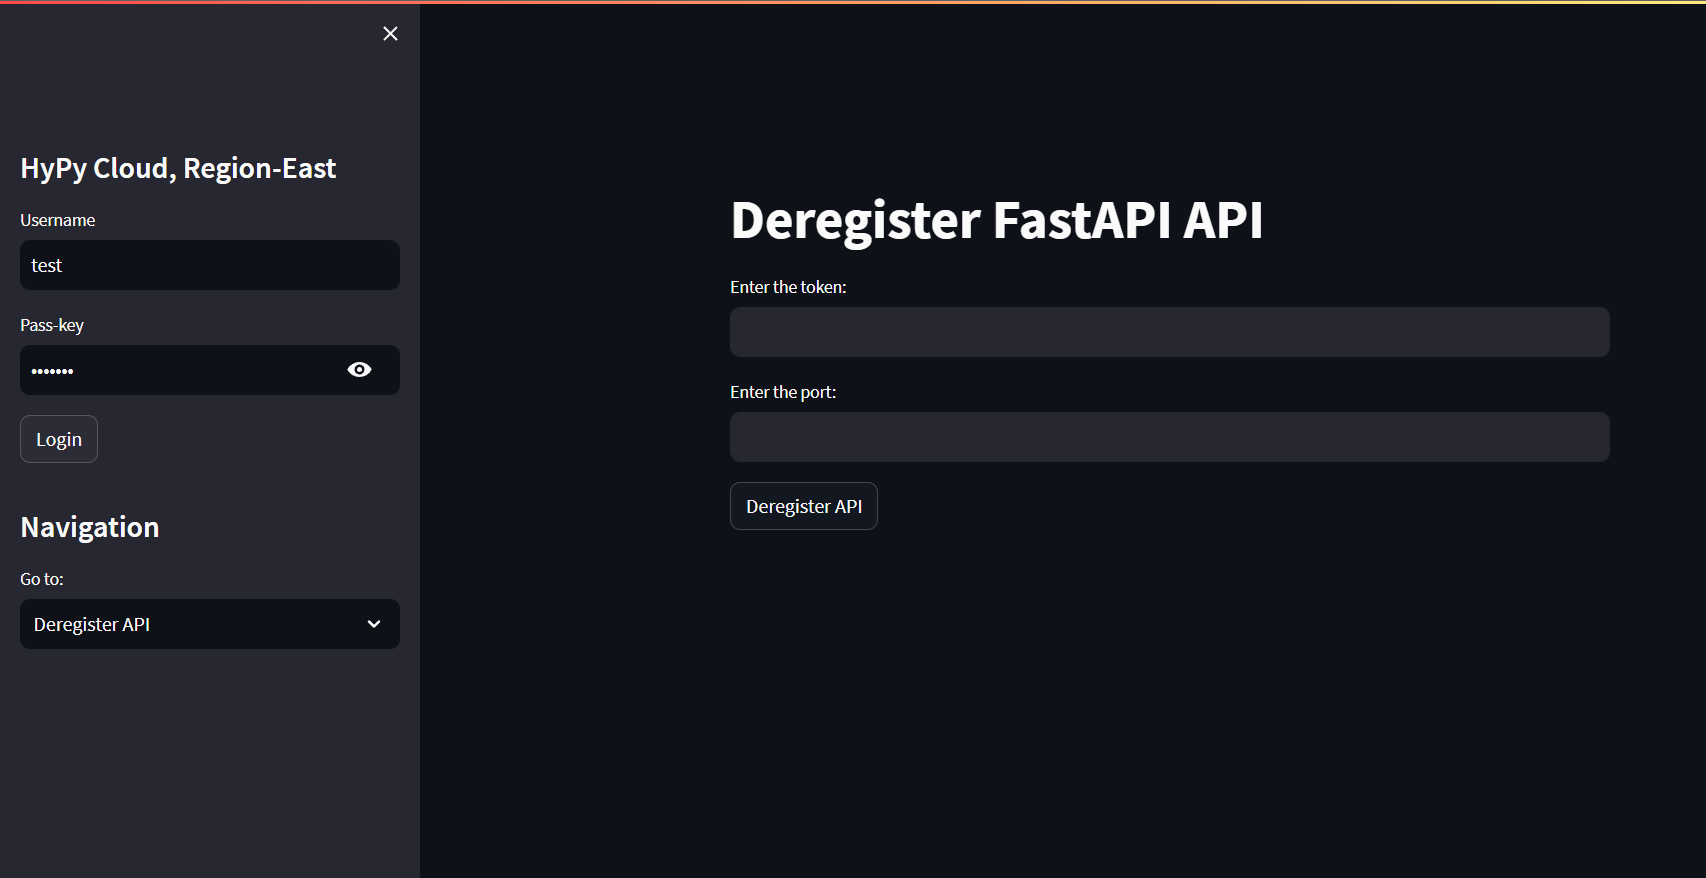 HyPy Cloud, Region-East
Username
test
Pass-key
•••••••
Login
Navigation
Go to:
Deregister API
Deregister FastAPI API
Enter the token:
Enter the port:
Deregister API